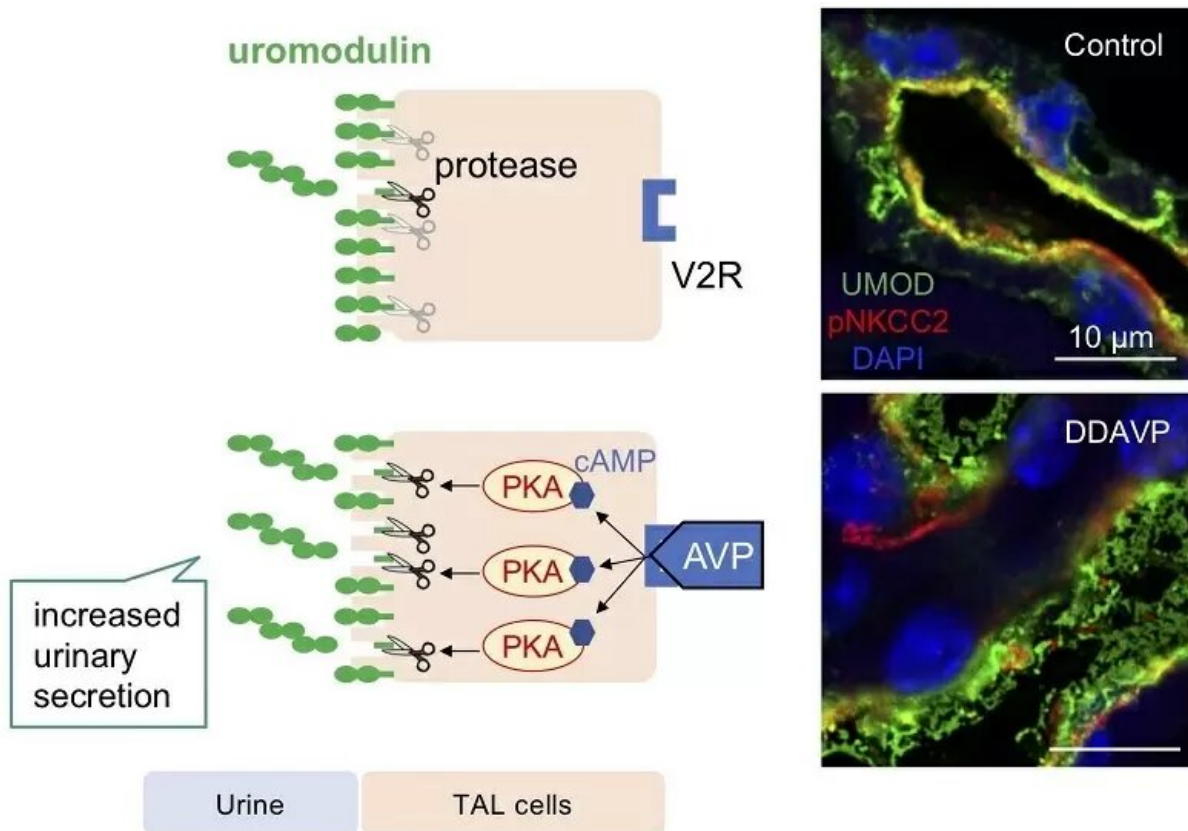 uromodulin
protease
V2R
Control
UMOD
pNKCC2
10 μm
DAPI
DDAVP
cAMP
PKA
AVP
PKA
PKA
increased
urinary
secretion
Urine
TAL cells